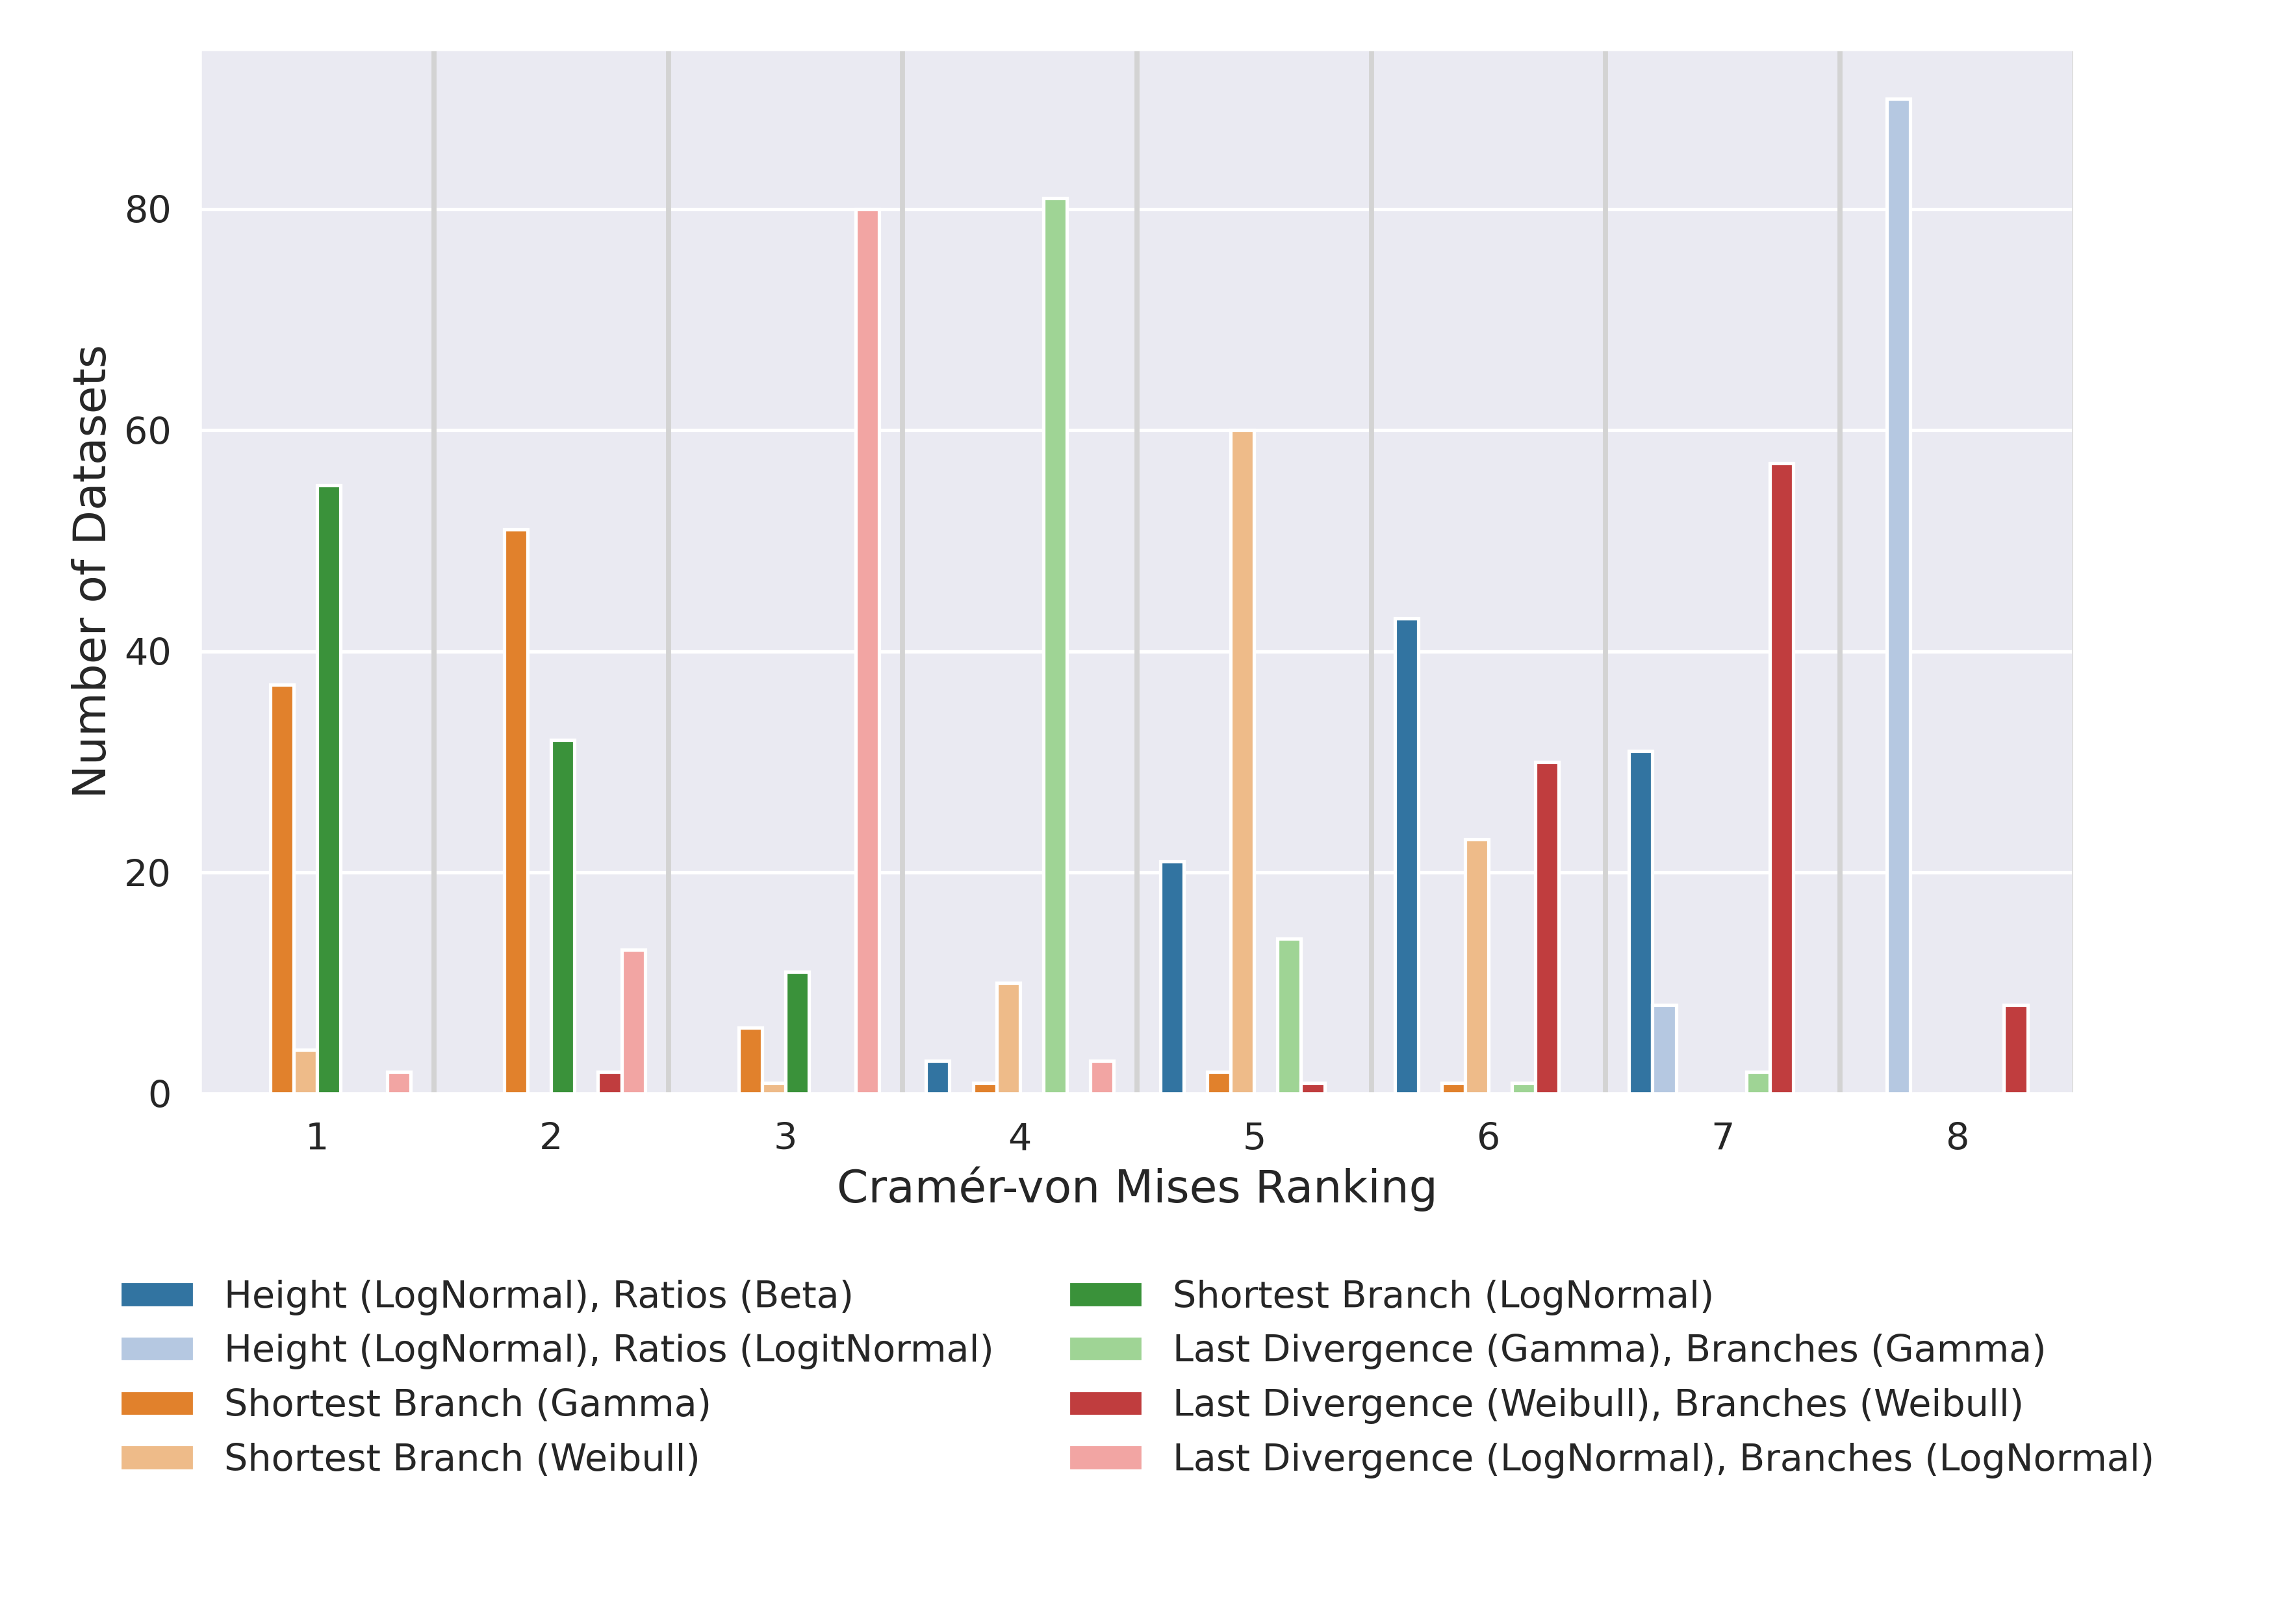 80
60
40
20
0
Number of Datasets
1 2 3 4 5 6 7 8
Cramér-von Mises Ranking
Height (LogNormal), Ratios (Beta)
Height (LogNormal), Ratios (LogitNormal)
Shortest Branch (Gamma)
Shortest Branch (Weibull)
Shortest Branch (LogNormal)
Last Divergence (Gamma), Branches (Gamma)
Last Divergence (Weibull), Branches (Weibull)
Last Divergence (LogNormal), Branches (LogNormal)